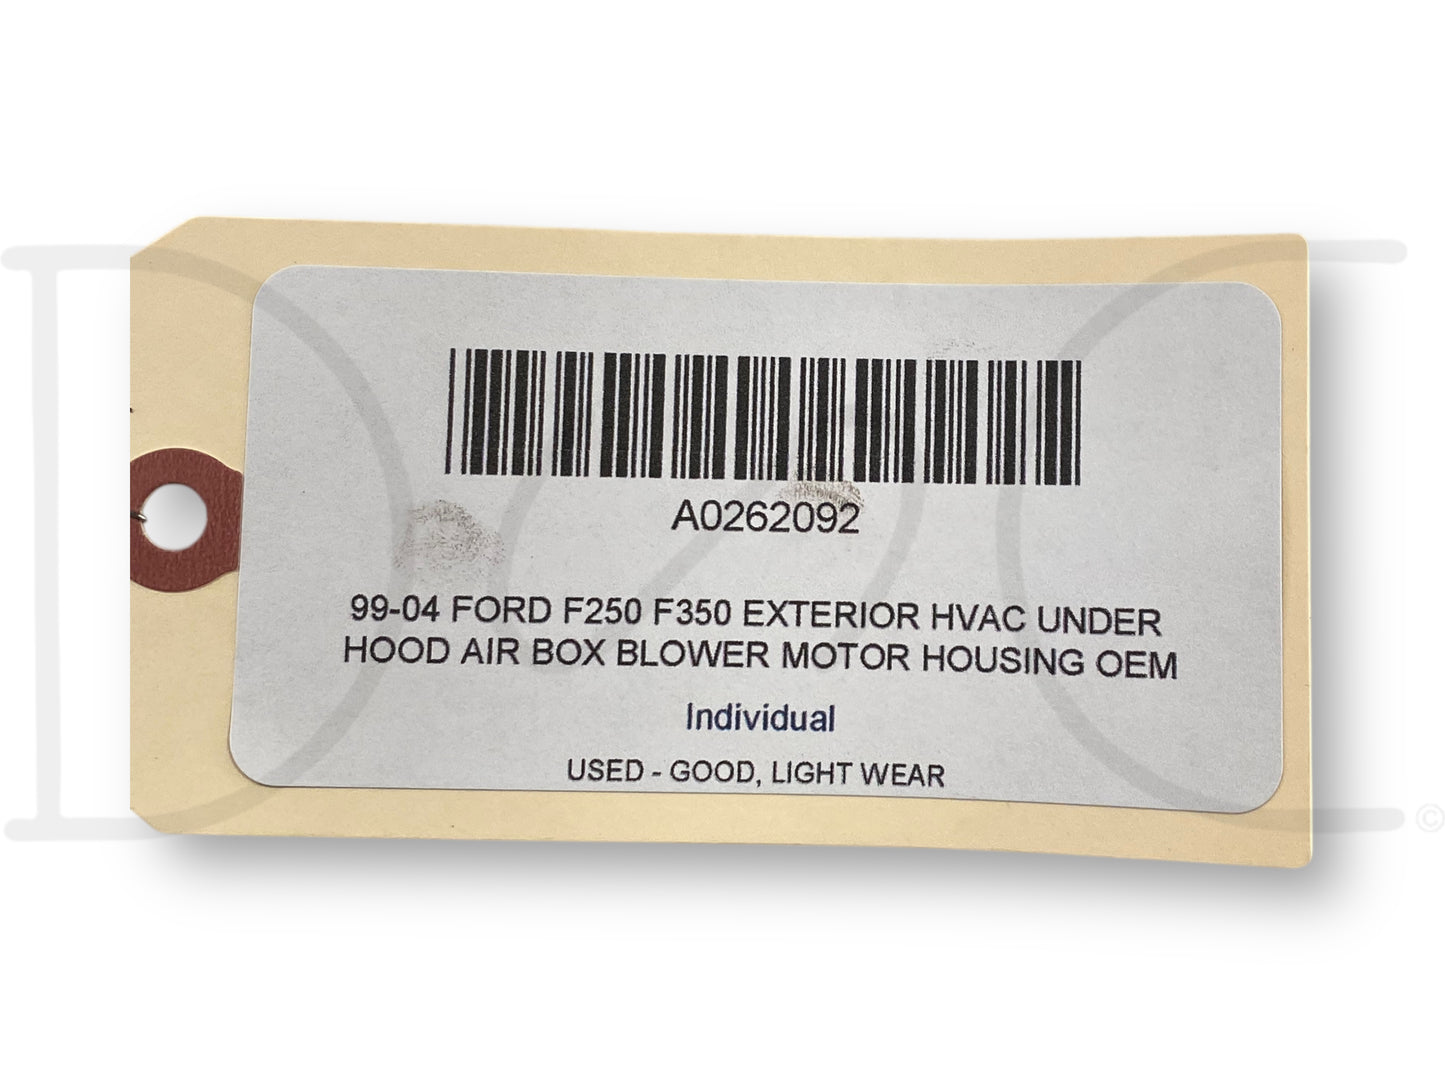 A0262092
99-04 FORD F250 F350 EXTERIOR HVAC UNDER
HOOD AIR BOX BLOWER MOTOR HOUSING OEM
Individual
USED - GOOD, LIGHT WEAR
©